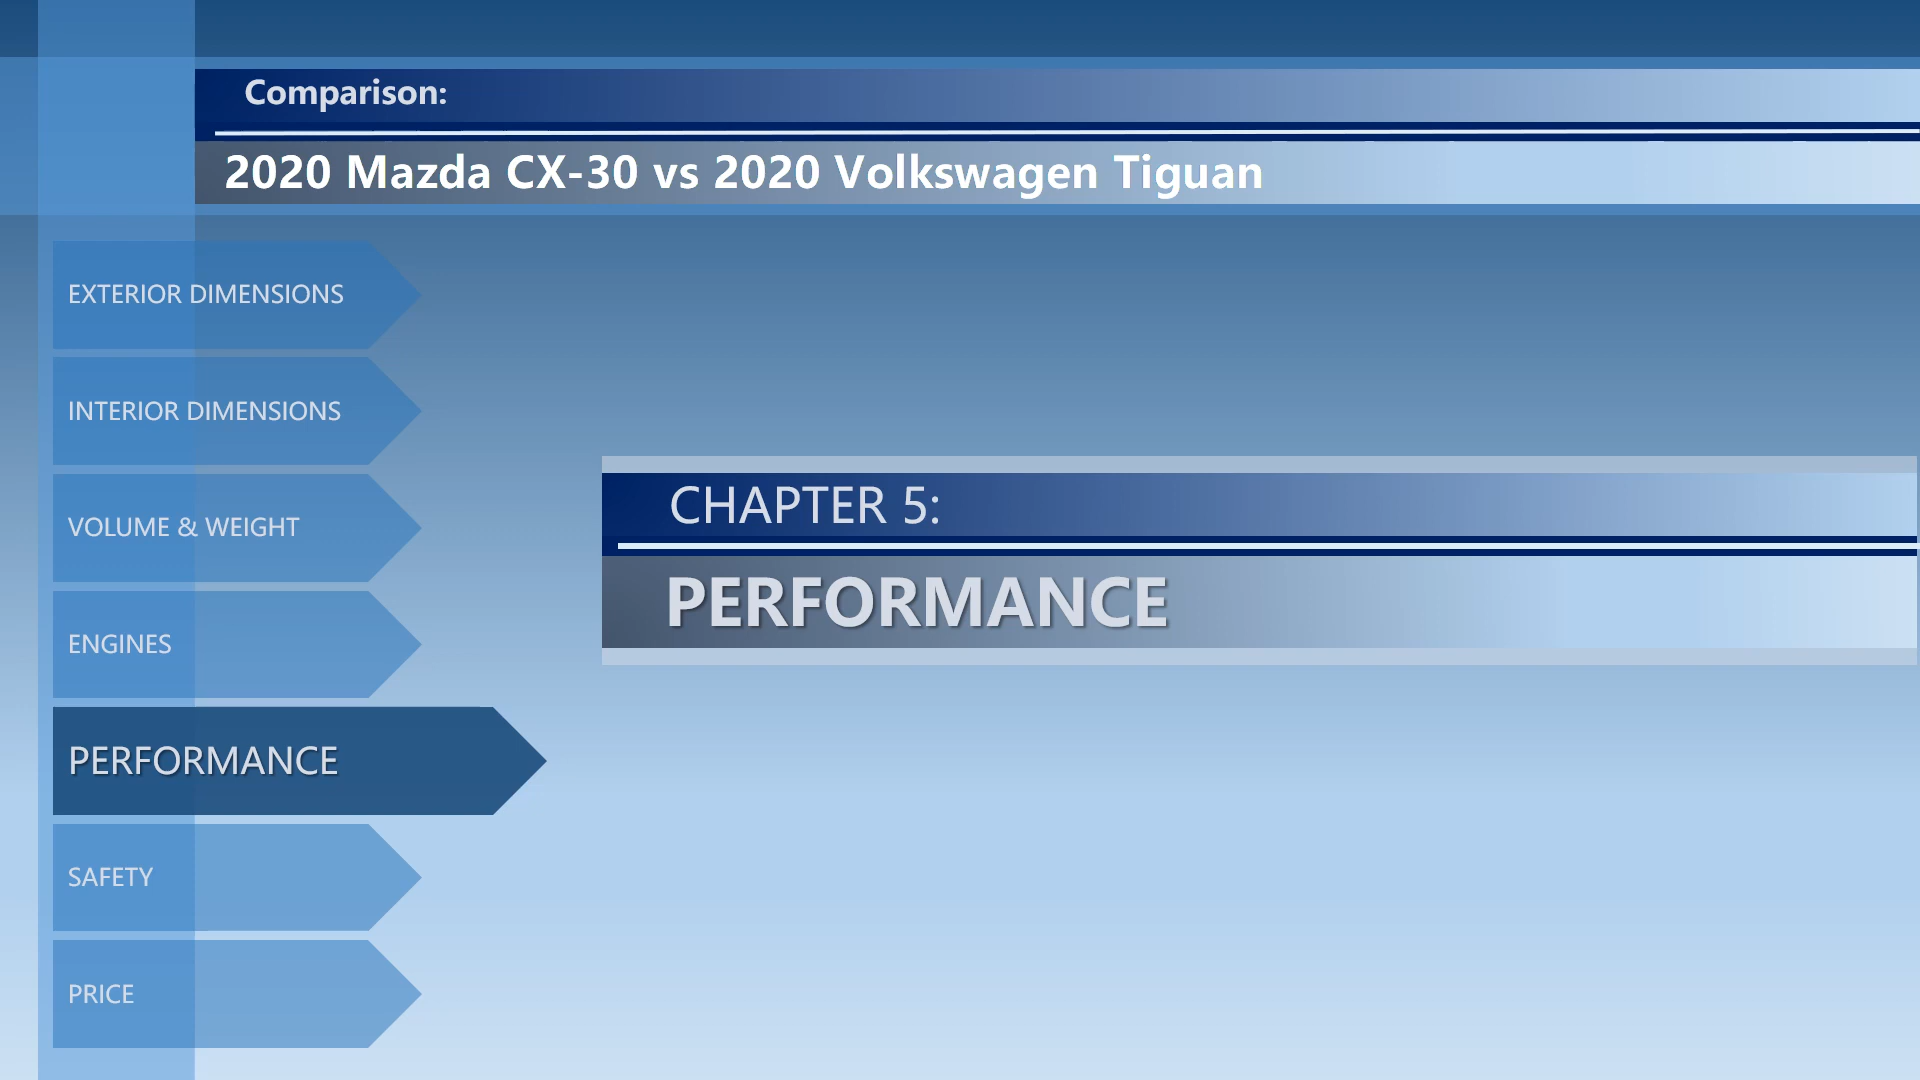 Comparison:
2020 Mazda CX-30 vs 2020 Volkswagen Tiguan
EXTERIOR DIMENSIONS
INTERIOR DIMENSIONS
VOLUME & WEIGHT
ENGINES
PERFORMANCE
SAFETY
PRICE
CHAPTER 5:
PERFORMANCE